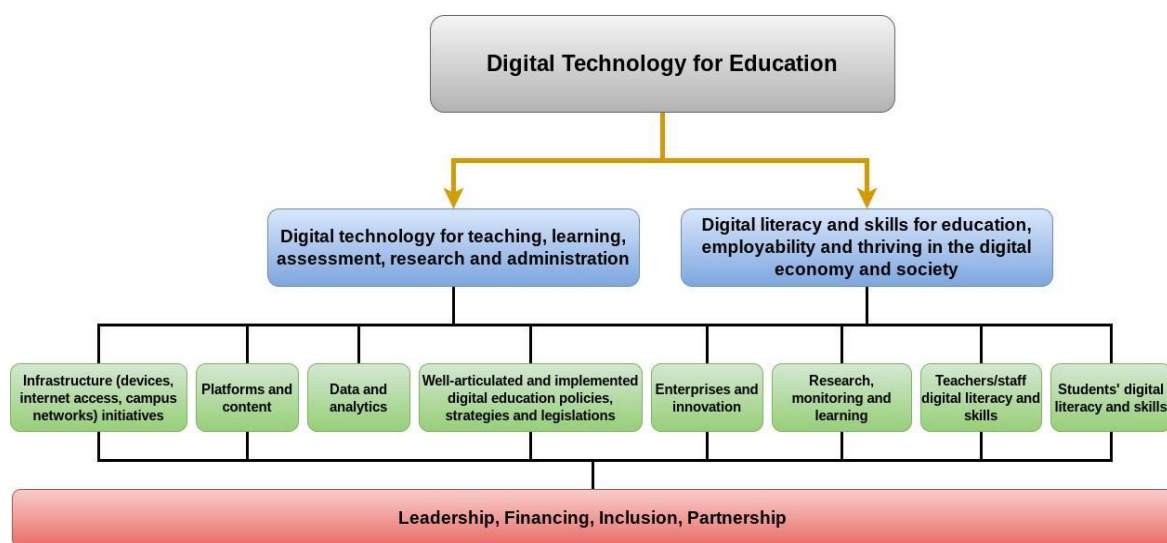 Digital Technology for Education
Digital technology for teaching, learning,
assessment, research and administration
Digital literacy and skills for education,
employability and thriving in the digital
economy and society
Infrastructure (devices,
internet access, campus
networks) initiatives
Platforms and
content
Data and
analytics
Well-articulated and implemented
digital education policies,
strategies and legislations
Enterprises and
innovation
Research,
monitoring and
learning
Teachers/staff
digital literacy and
skills
Students' digital
literacy and skills
Leadership, Financing, Inclusion, Partnership